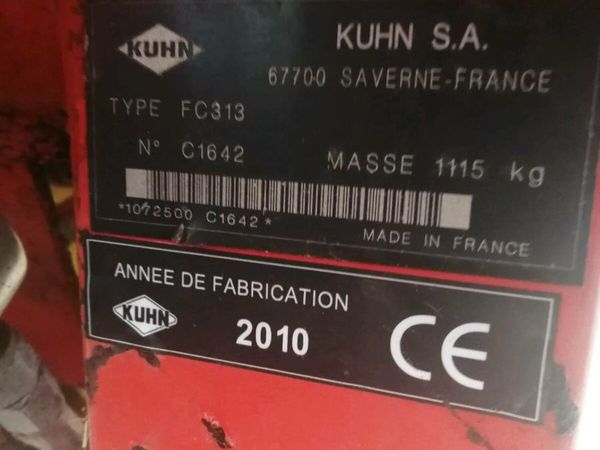 KUHN
KUHN S.A.
67700 SAVERNE-FRANCE
TYPE FC313
N° C1642 MASSE 1115 kg
*1072500 C1642*
MADE IN FRANCE
ANNEE DE FABRICATION
KUHN 2010 CE